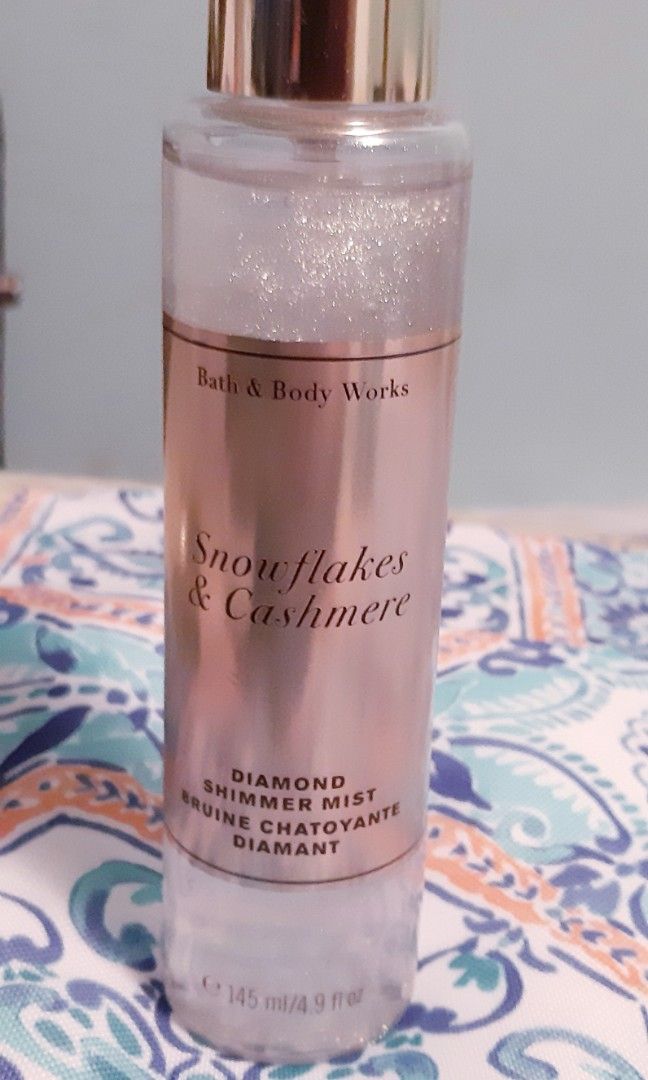 Bath & Body Works
Snowflakes
& Cashmere
DIAMOND
SHIMMER MIST
BRUINE CHATOYANTE
DIAMANT
℮ 145 ml/4.9 fl oz